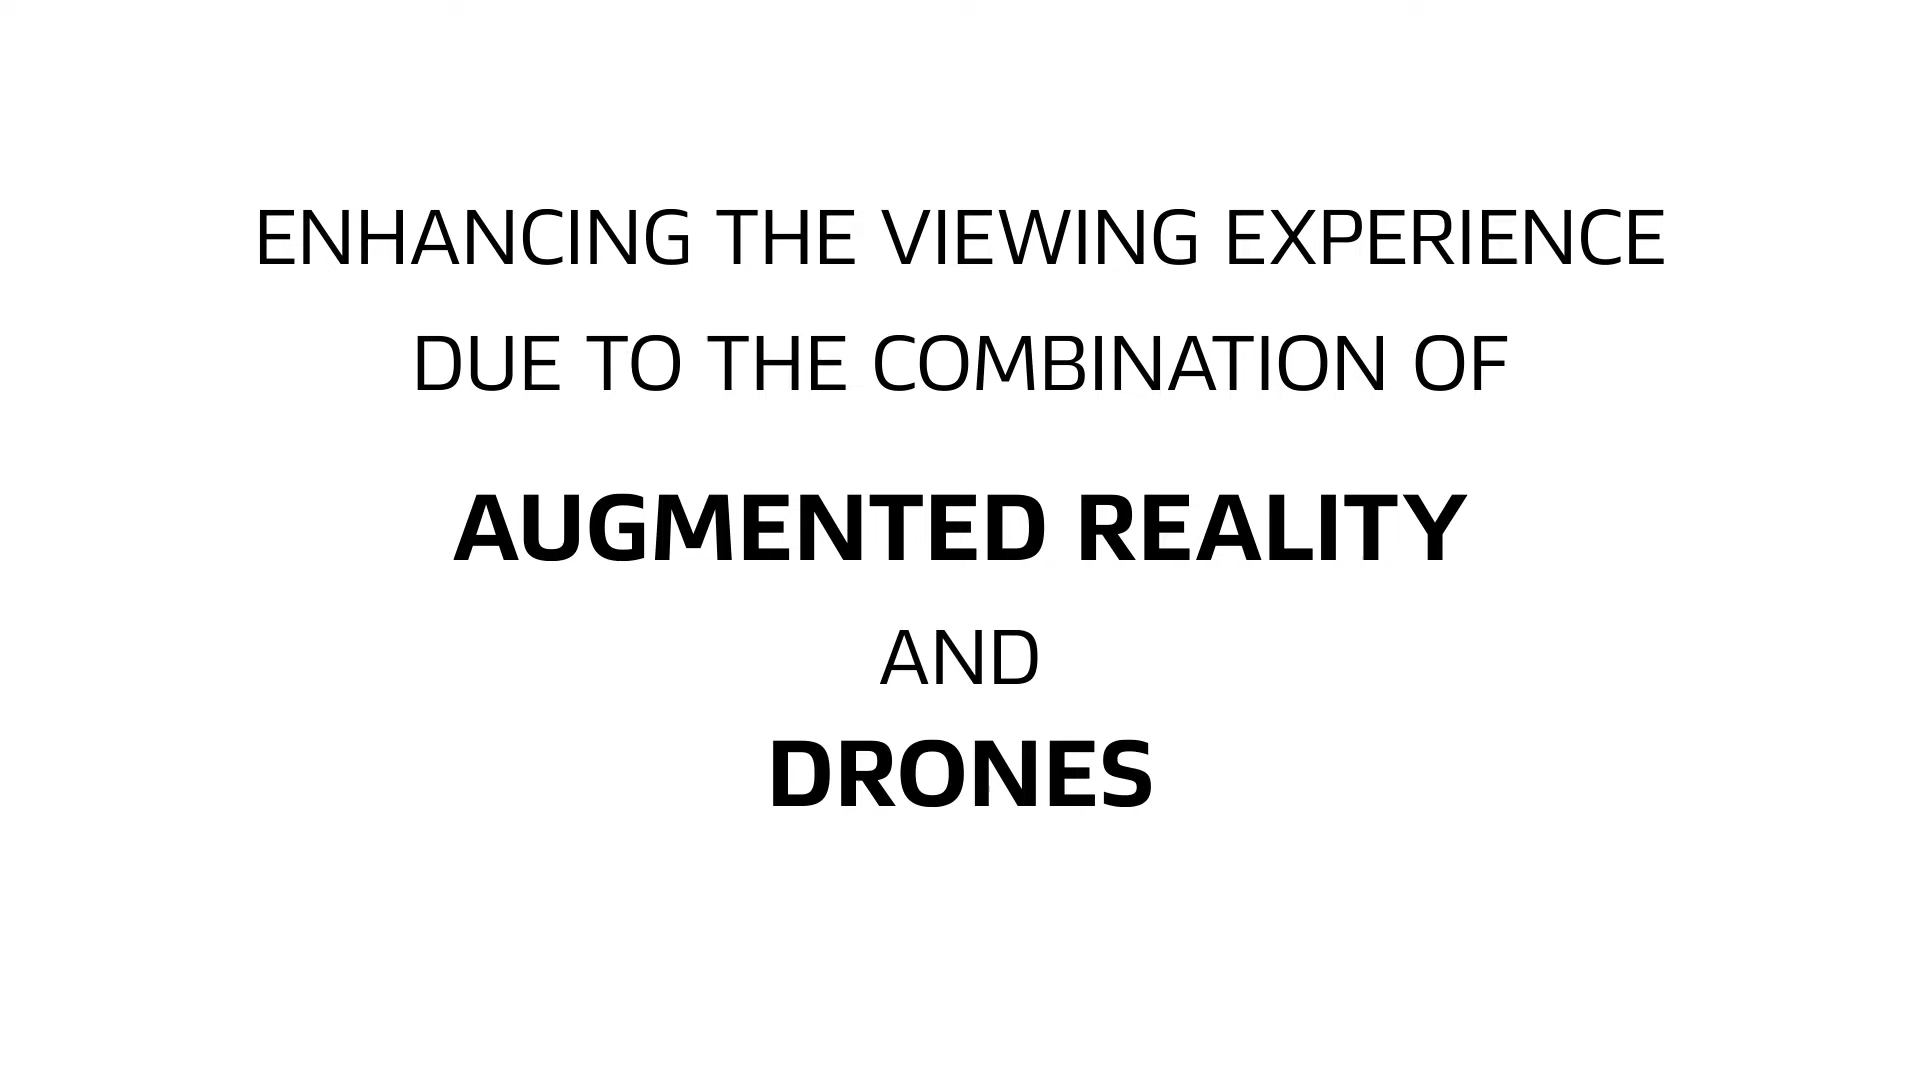 ENHANCING THE VIEWING EXPERIENCE
DUE TO THE COMBINATION OF
AUGMENTED REALITY
AND
DRONES